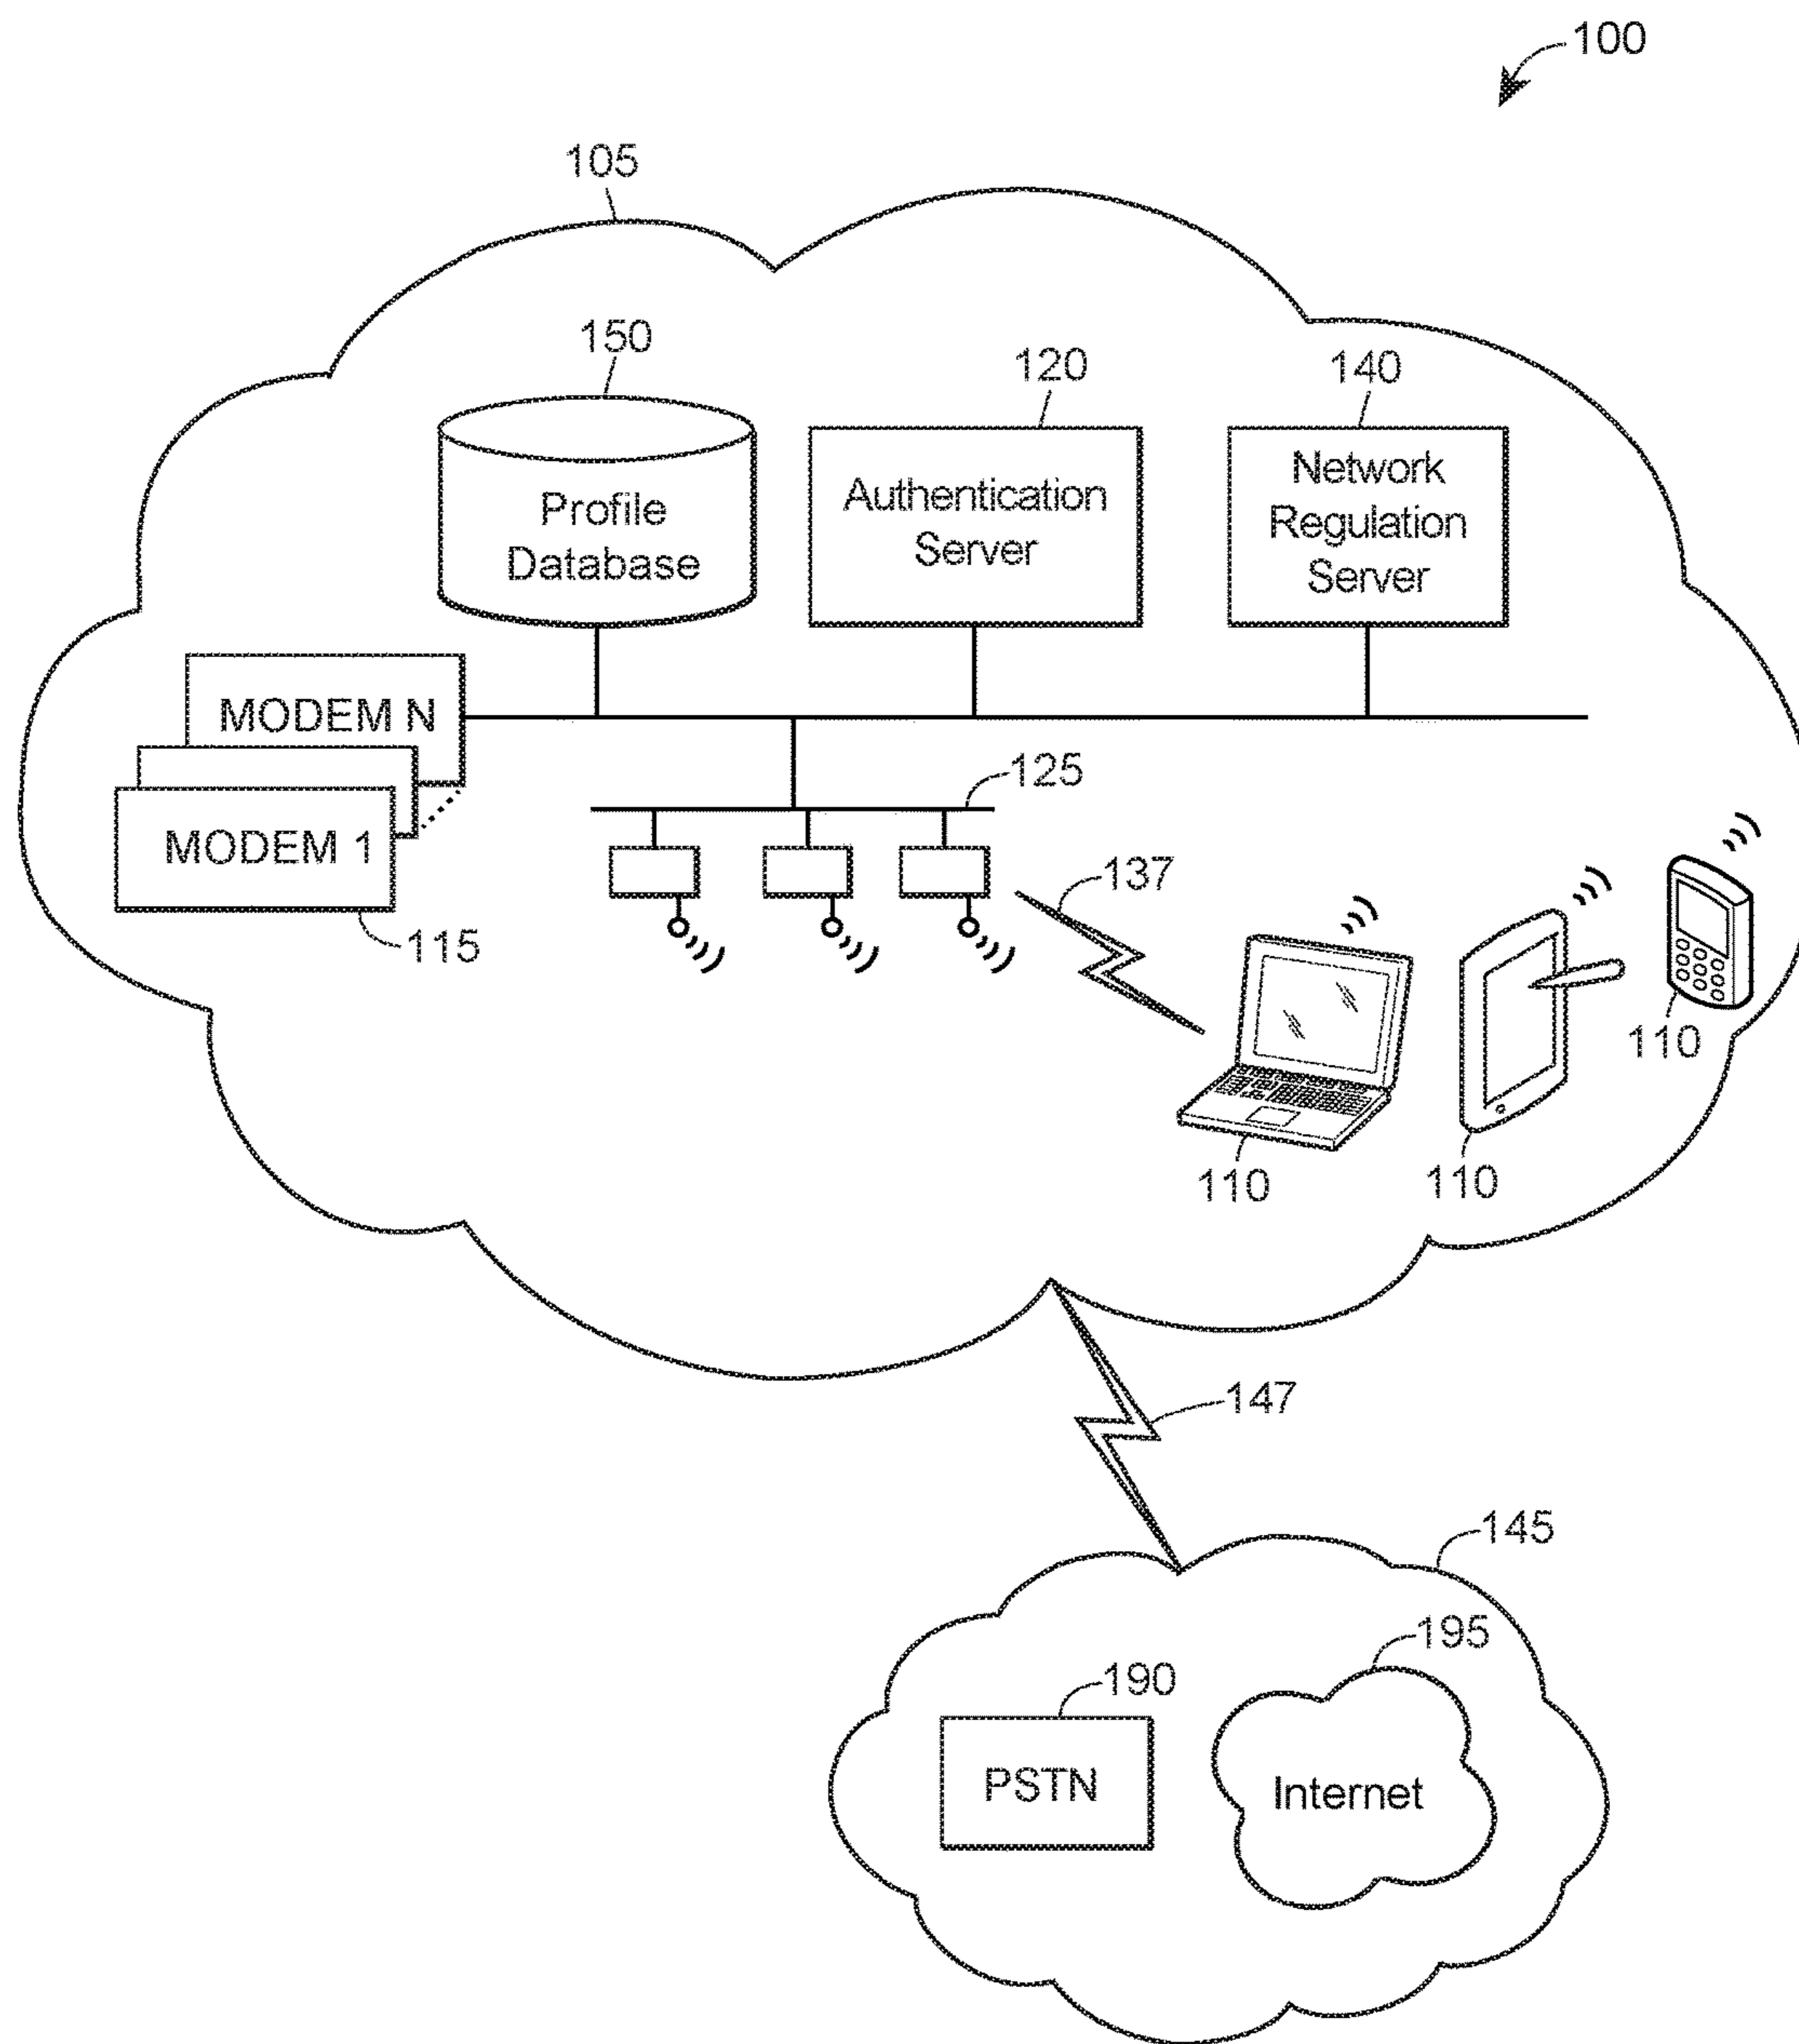 100
105
150
120
140
Profile
Database
Authentication
Server
Network
Regulation
Server
MODEM N
MODEM 1
115
125
137
110
110
110
147
145
190
195
PSTN
Internet